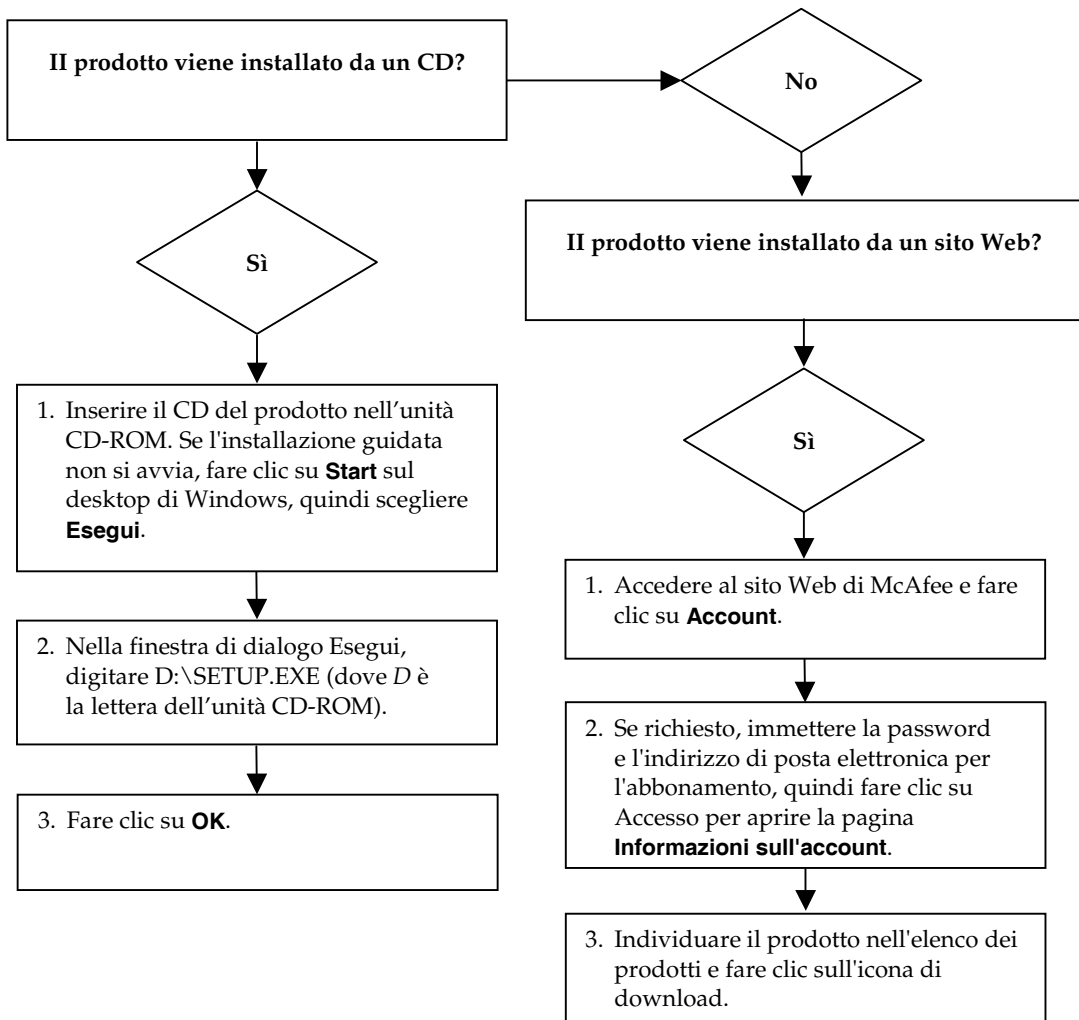 Il prodotto viene installato da un CD?
No
Sì
Il prodotto viene installato da un sito Web?
Sì
1. Inserire il CD del prodotto nell’unità
CD-ROM. Se l'installazione guidata
non si avvia, fare clic su Start sul
desktop di Windows, quindi scegliere
Esegui.
2. Nella finestra di dialogo Esegui,
digitare D:\SETUP.EXE (dove D è
la lettera dell’unità CD-ROM).
3. Fare clic su OK.
1. Accedere al sito Web di McAfee e fare
clic su Account.
2. Se richiesto, immettere la password
e l'indirizzo di posta elettronica per
l'abbonamento, quindi fare clic su
Accesso per aprire la pagina
Informazioni sull'account.
3. Individuare il prodotto nell'elenco dei
prodotti e fare clic sull'icona di
download.